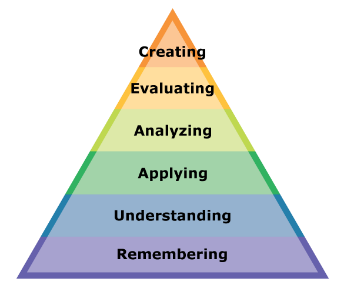 Creating
Evaluating
Analyzing
Applying
Understanding
Remembering